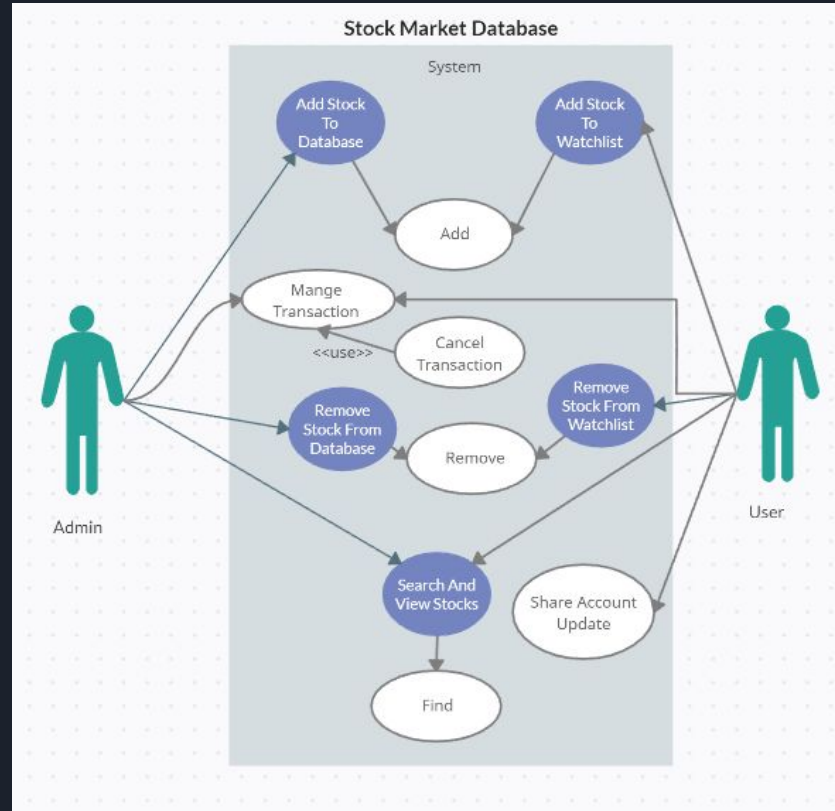 Stock Market Database
System
Add Stock
To
Database
Add Stock
To
Watchlist
Add
Mange
Transaction
<<use>>
Cancel
Transaction
Remove
Stock From
Database
Remove
Stock From
Watchlist
Remove
Admin
User
Search And
View Stocks
Share Account
Update
Find